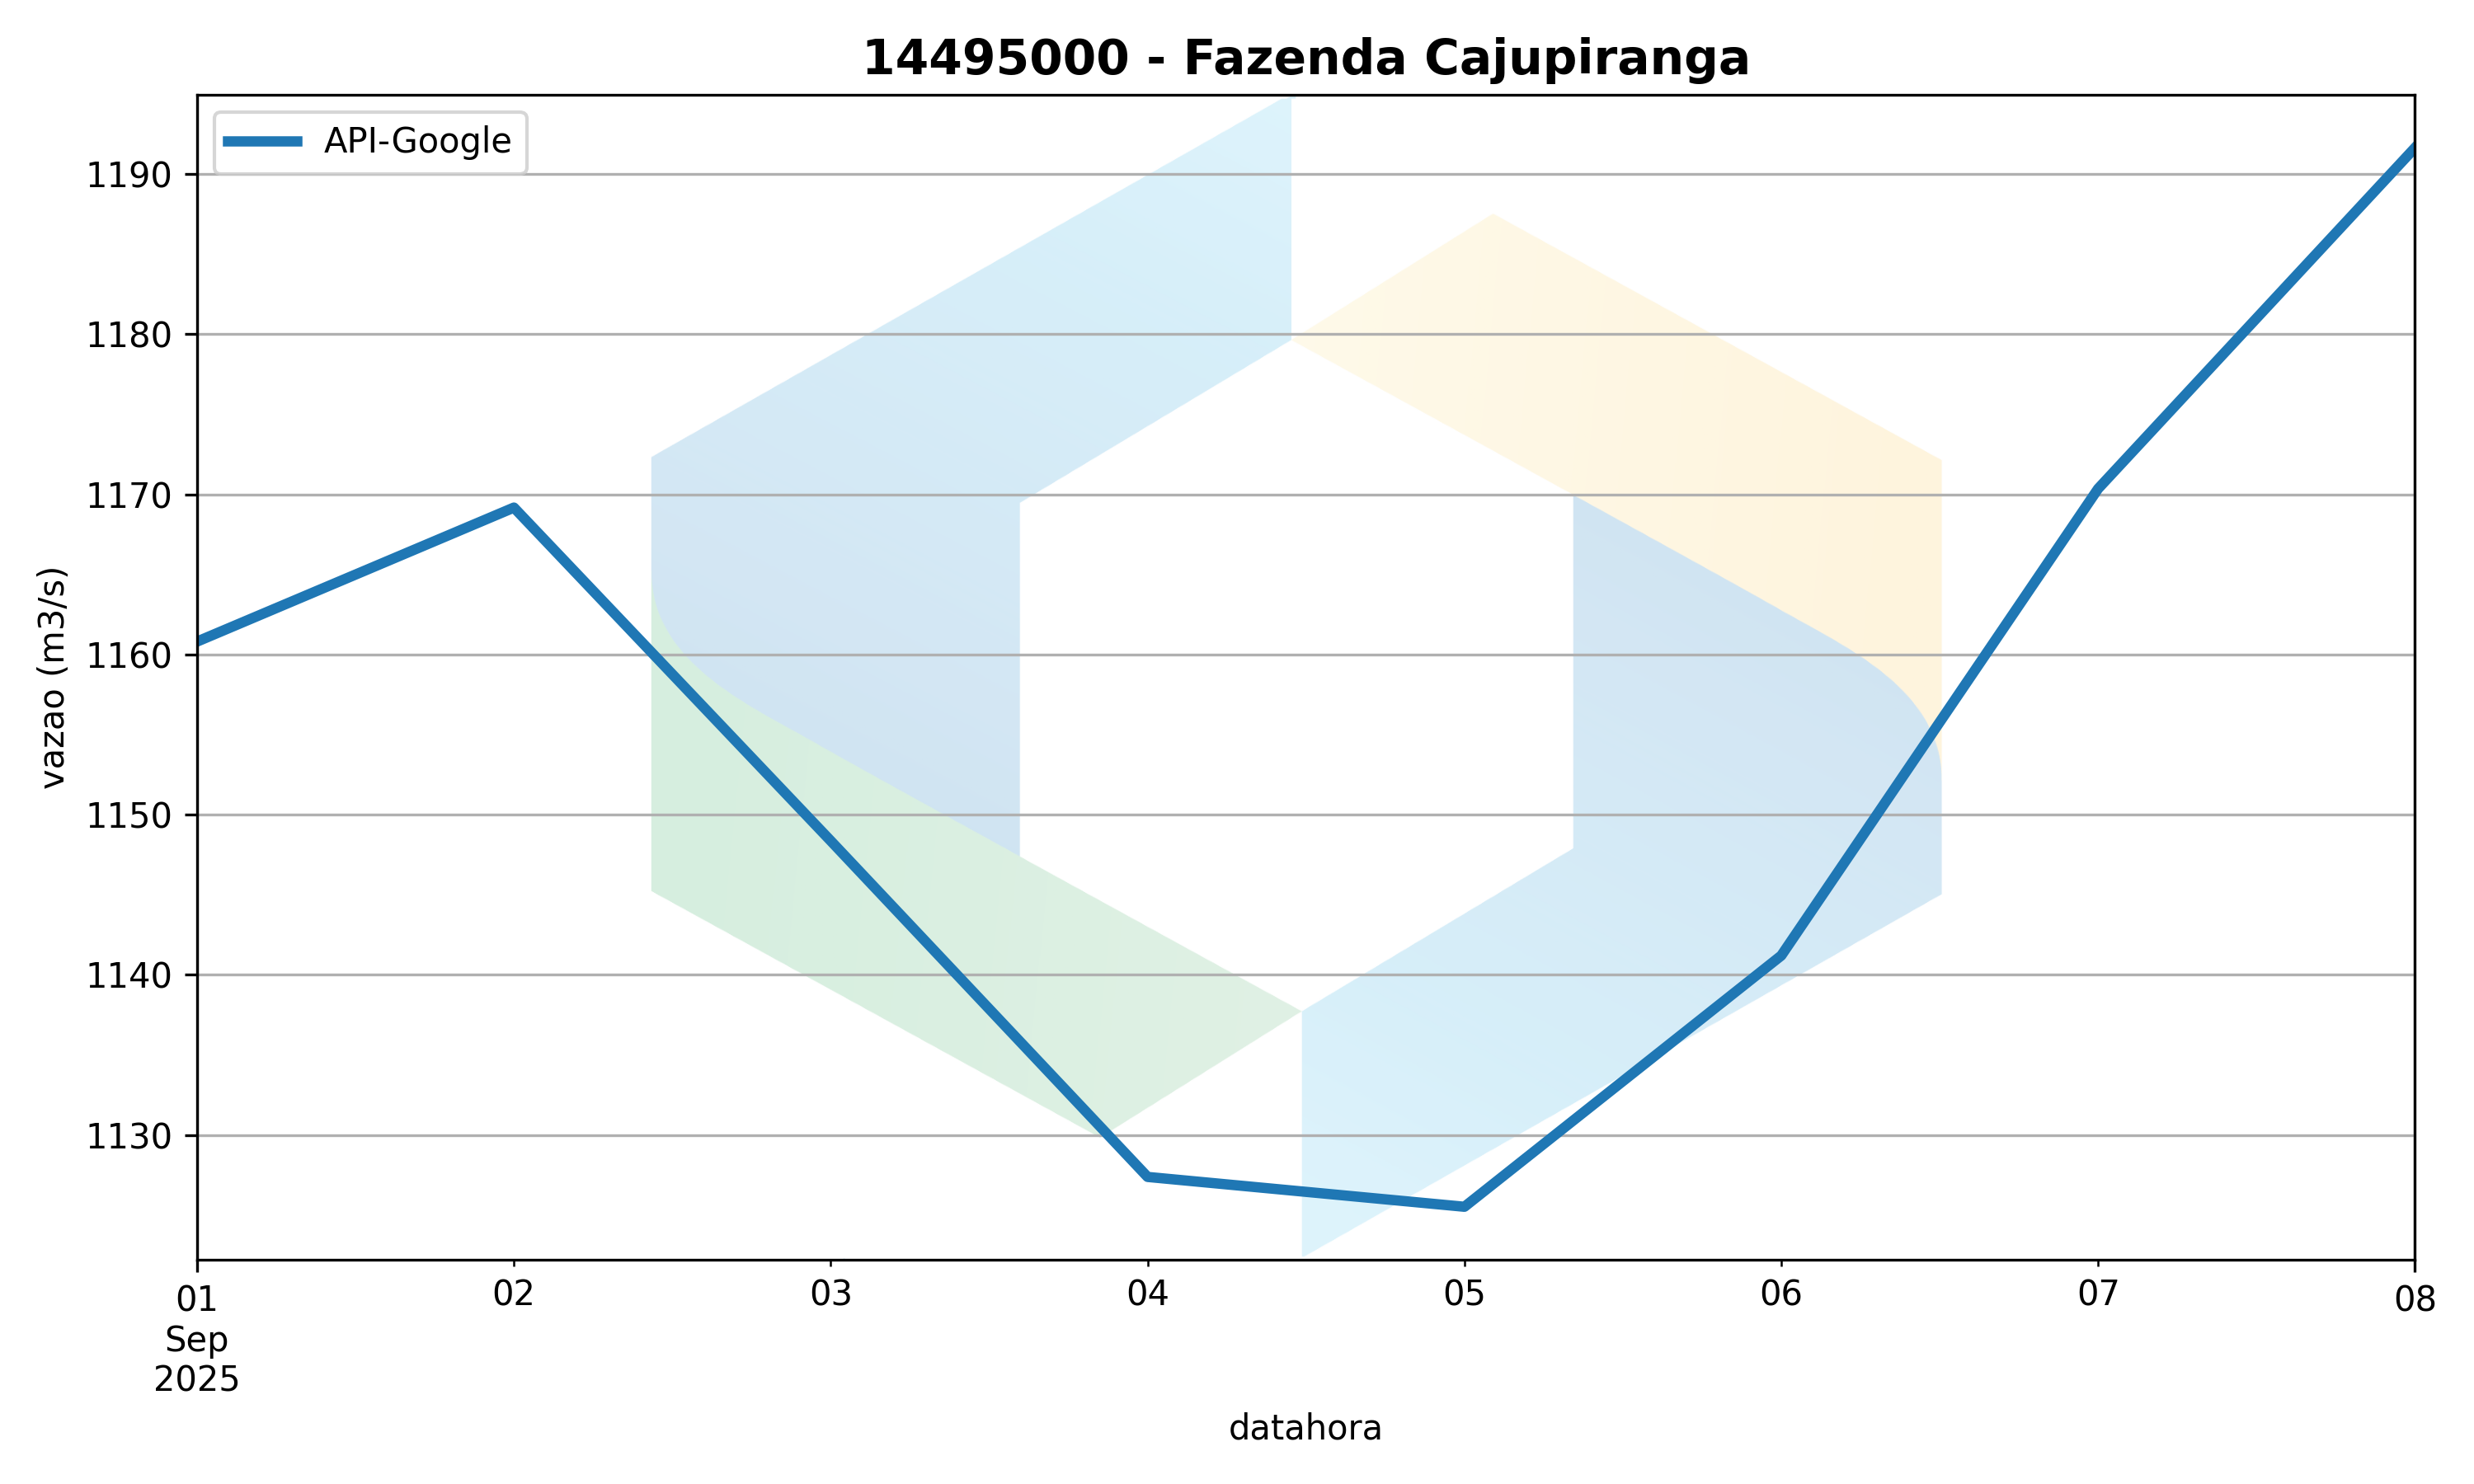 14495000 - Fazenda Cajupiranga
API-Google
1190
1180
1170
1160
1150
1140
1130
vazao (m3/s)
01 02 03 04 05 06 07 08
Sep
2025
datahora